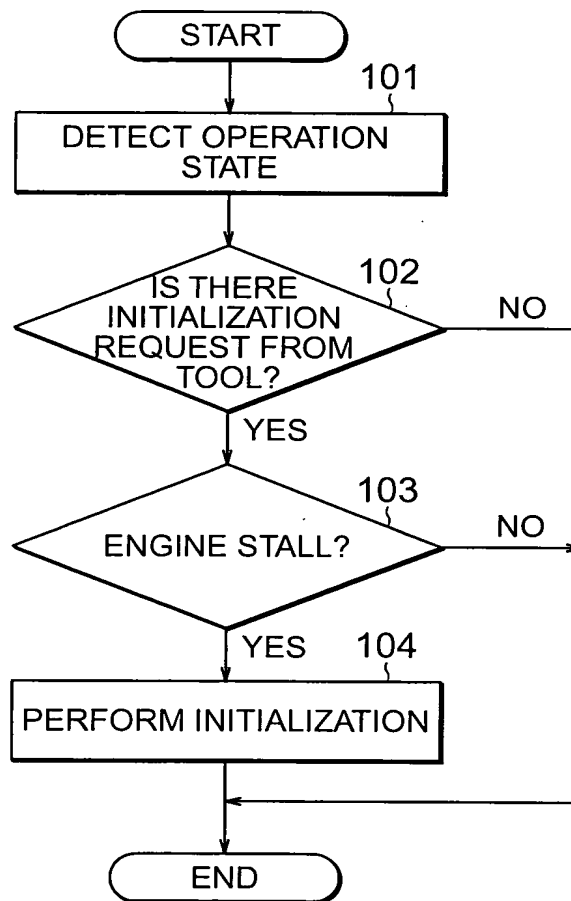 START
101
DETECT OPERATION
STATE
102
IS THERE
INITIALIZATION
REQUEST FROM
TOOL?
NO
YES
103
ENGINE STALL?
NO
YES
104
PERFORM INITIALIZATION
END